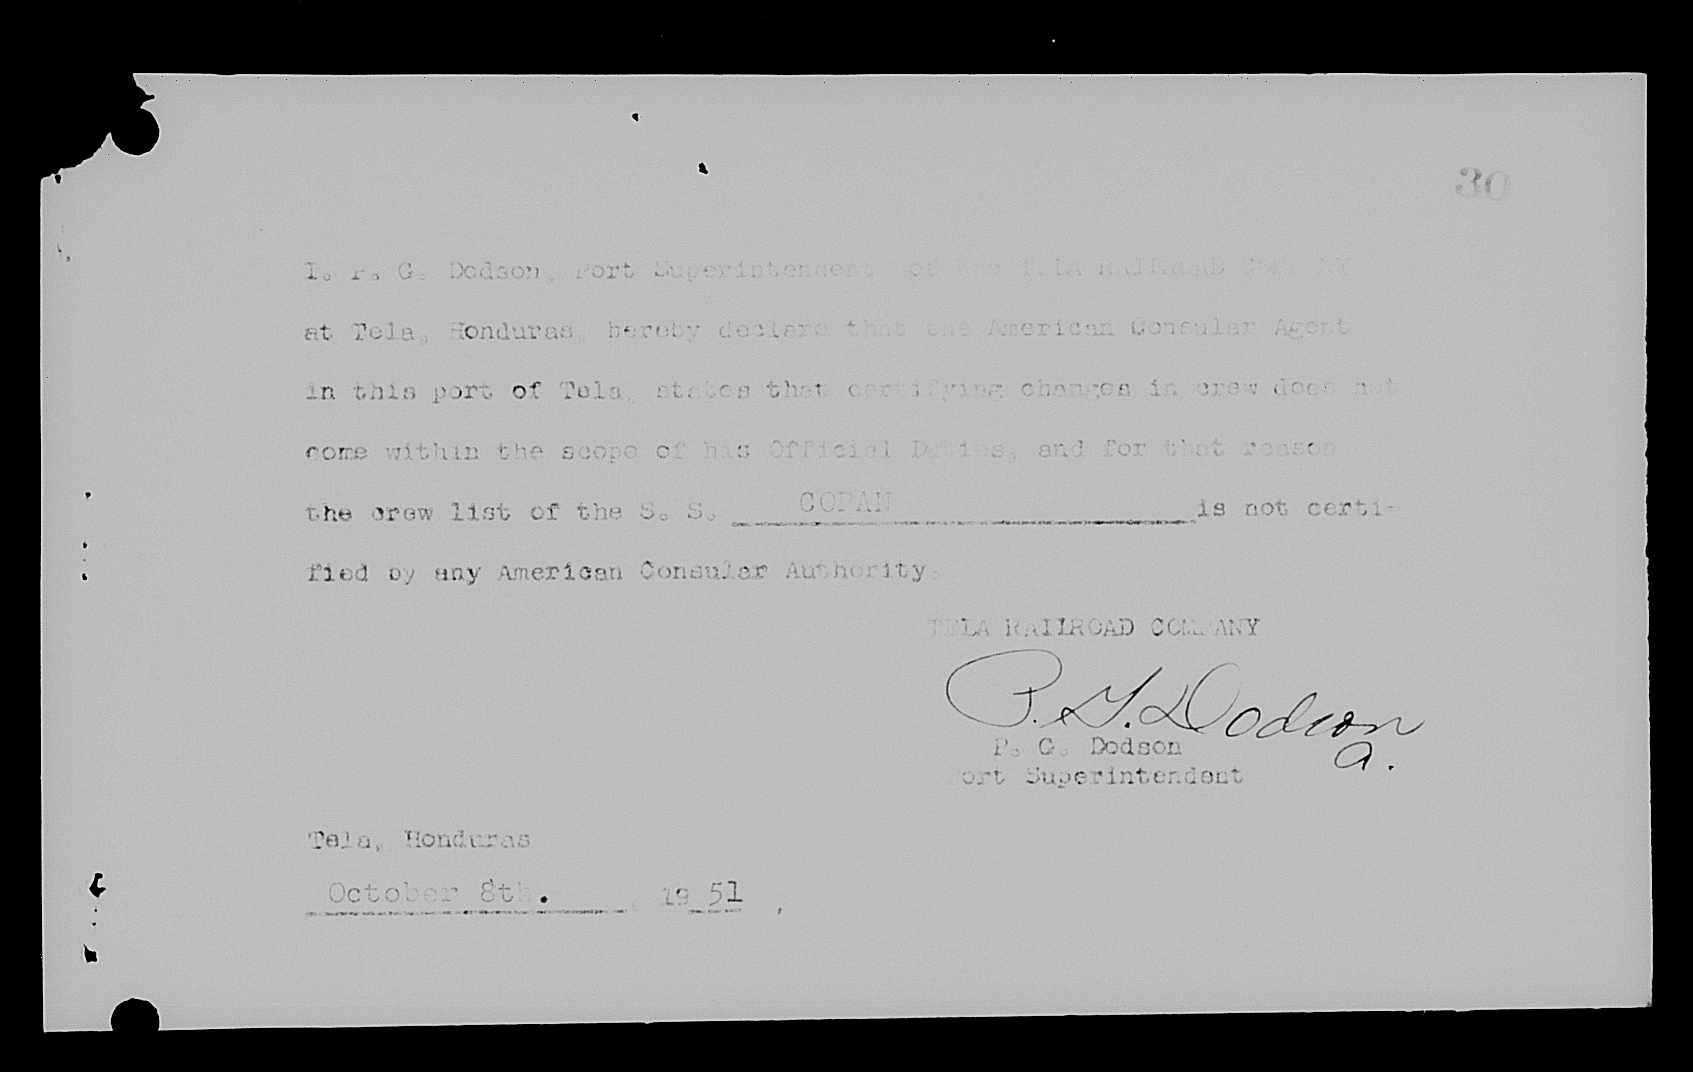 30
I. P. G. Dodson, Port Superintendent of the TELA RAILROAD COMPANY
at Tela, Honduras, hereby declare that the American Consular Agent
in this port of Tela, states that certifying changes in crew does not
come within the scope of his Official Duties, and for that reason
the crew list of the S. S. COPAN is not certi-
fied by any American Consular Authority.
TELA RAILROAD COMPANY
P. G. Dodson
a.
P. G. Dodson
Port Superintendent
Tela, Honduras
October 8th. , 19 51 ,